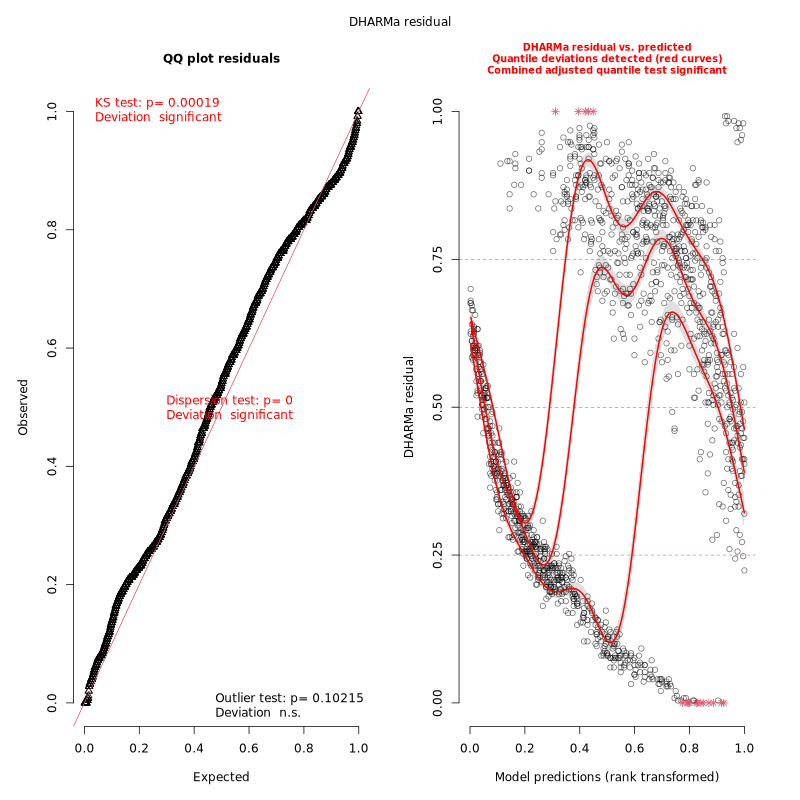 DHARMa residual
QQ plot residuals
KS test: p= 0.00019
Deviation  significant
Dispersion test: p= 0
Deviation  significant
Outlier test: p= 0.10215
Deviation  n.s.
Observed
0.0
0.2
0.4
0.6
0.8
1.0
0.0 0.2 0.4 0.6 0.8 1.0
Expected
DHARMa residual vs. predicted
Quantile deviations detected (red curves)
Combined adjusted quantile test significant
DHARMa residual
0.00
0.25
0.50
0.75
1.00
0.0 0.2 0.4 0.6 0.8 1.0
Model predictions (rank transformed)